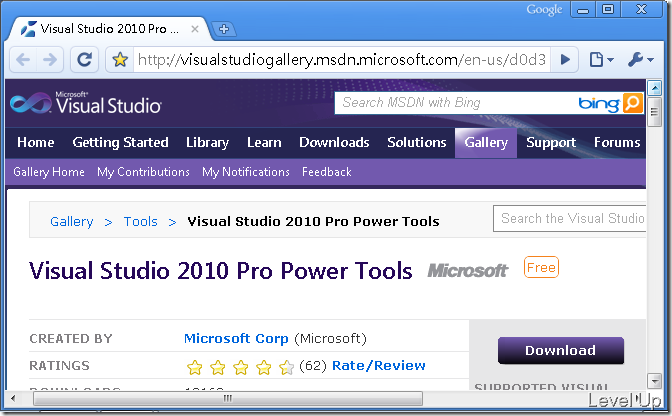 Google
Visual Studio 2010 Pro ...
http://visualstudiogallery.msdn.microsoft.com/en-us/d0d3
Microsoft®
Visual Studio
Search MSDN with Bing
bing
Home Getting Started Library Learn Downloads Solutions Gallery Support Forums
Gallery Home My Contributions My Notifications Feedback
Gallery > Tools > Visual Studio 2010 Pro Power Tools
Search the Visual Studio
Visual Studio 2010 Pro Power Tools Microsoft Free
CREATED BY Microsoft Corp (Microsoft)
RATINGS (62) Rate/Review
Download
SUPPORTED VISUAL
DOWNLOADS
Level Up